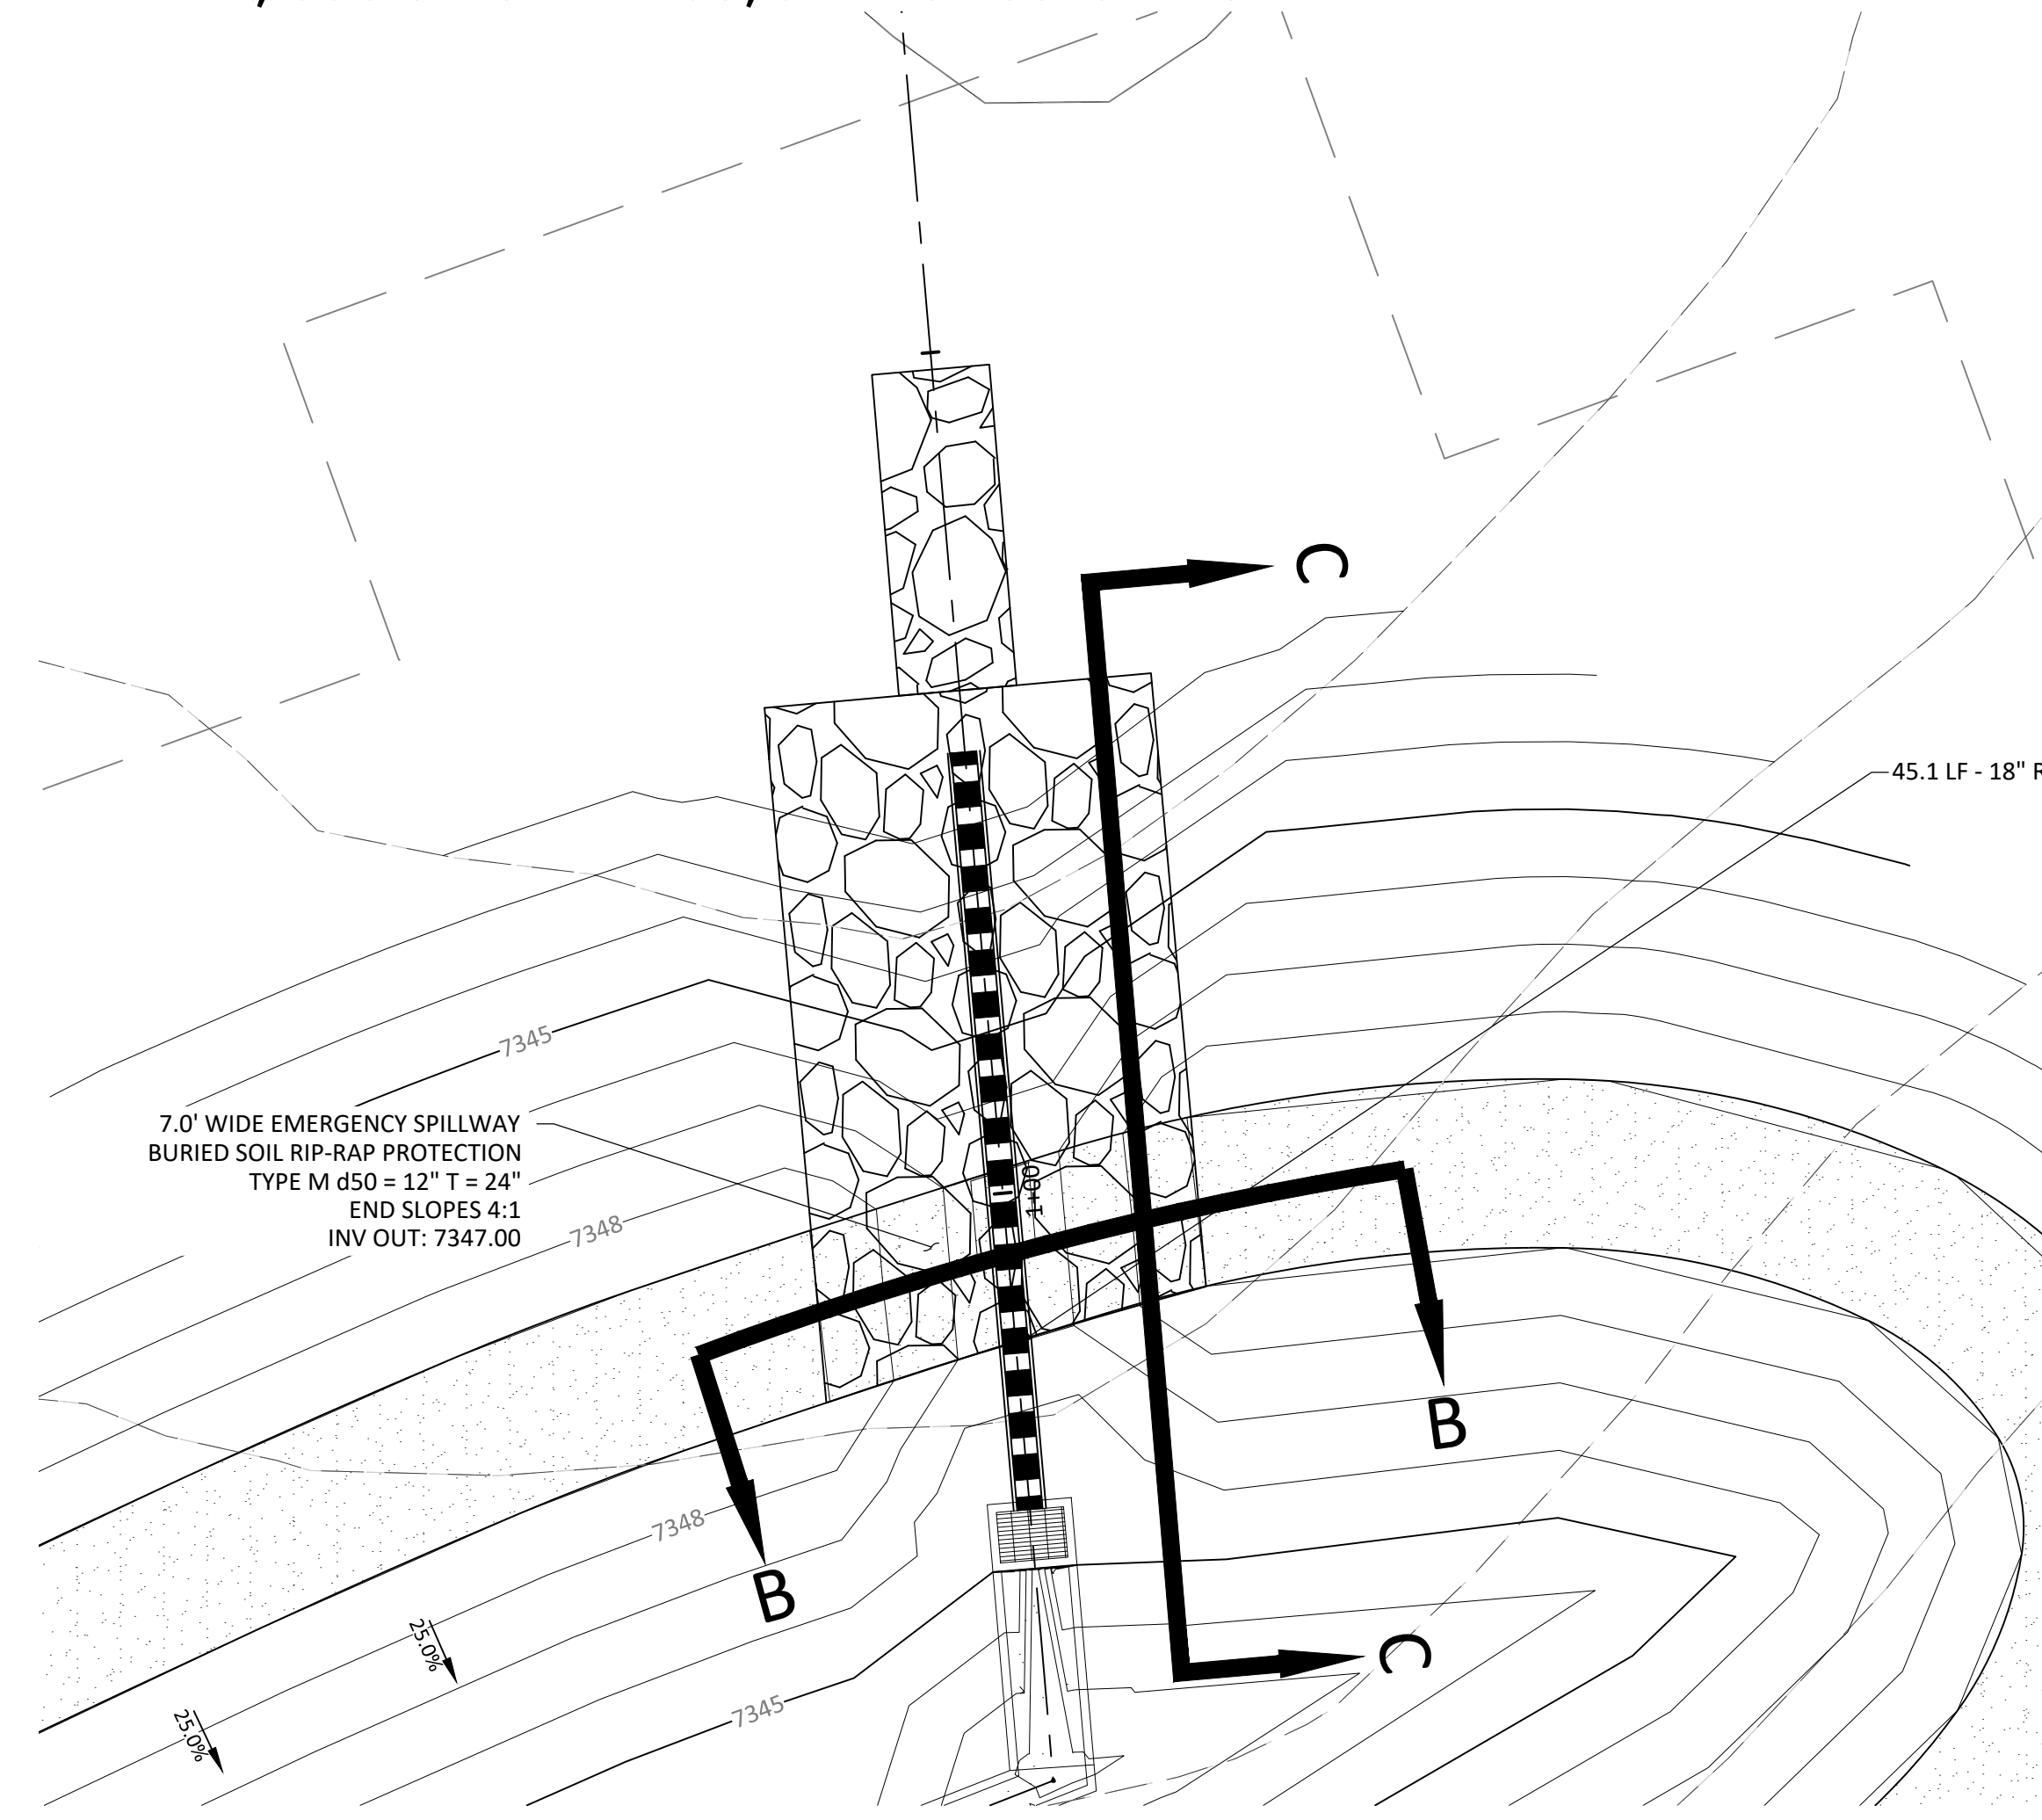 C
45.1 LF - 18" R
7345
7.0' WIDE EMERGENCY SPILLWAY
BURIED SOIL RIP-RAP PROTECTION
TYPE M d50 = 12" T = 24"
END SLOPES 4:1
INV OUT: 7347.00
1+00
7348
B
7348
B
25.0%
C
7345
25.0%